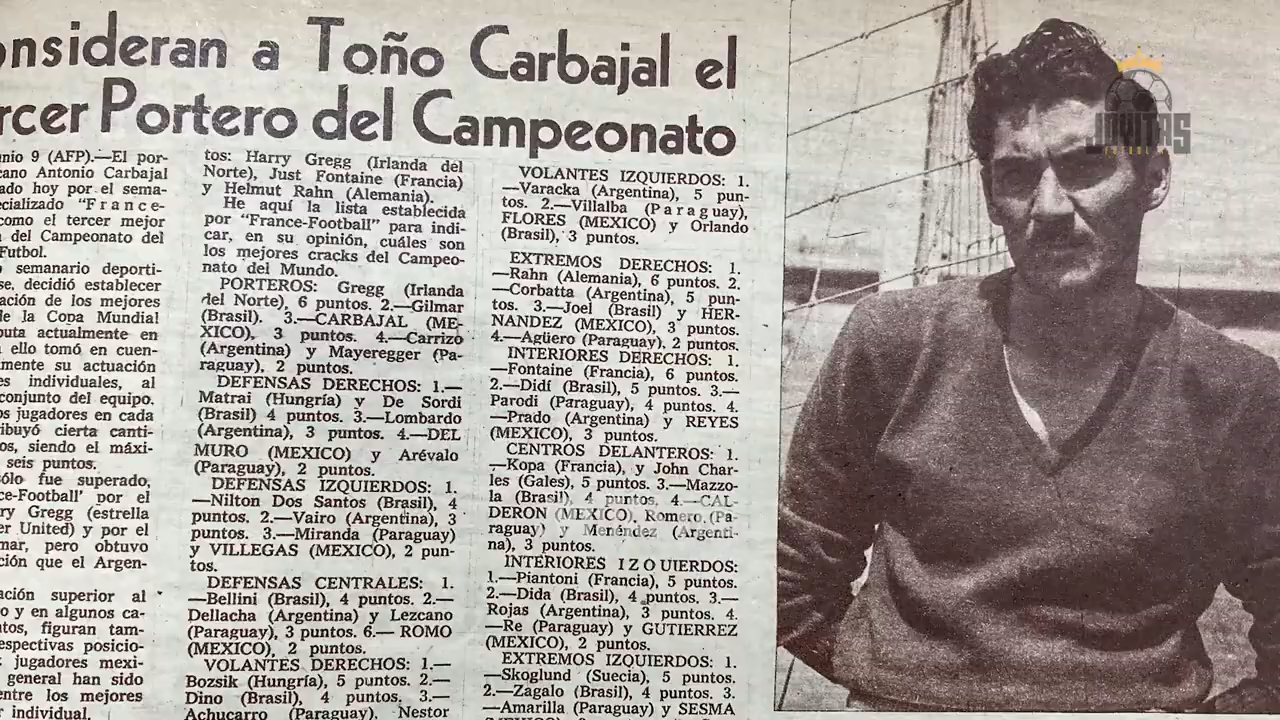 onsideran a Toño Carbajal el
rcer Portero del Campeonato
nio 9 (AFP).—El por-
cano Antonio Carbajal
ado hoy por el sema-
ecializado "France-
como el tercer mejor
del Campeonato del
Futbol.
semanario deporti-
se, decidió establecer
ación de los mejores
de la Copa Mundial
puta actualmente en
ello tomó en cuen-
mente su actuación
es individuales, al
conjunto del equipo.
os jugadores en cada
ribuyó cierta canti-
os, siendo el máxi-
seis puntos.
ólo fue superado,
ce-Football' por el
ry Gregg (estrella
er United) y por el
mar, pero obtuvo
ción que el Argen-
ación superior al
o y en algunos ca-
tos, figuran tam-
espectivas posicio-
jugadores mexi-
general han sido
entre los mejores
r individual.
tos: Harry Gregg (Irlanda del
Norte), Just Fontaine (Francia)
y Helmut Rahn (Alemania).
He aquí la lista establecida
por "France-Football" para indi-
car, en su opinión, cuáles son
los mejores cracks del Campeo-
nato del Mundo.
PORTEROS: Gregg (Irlanda
del Norte), 6 puntos. 2.—Gilmar
(Brasil). 3.—CARBAJAL (ME-
XICO), 3 puntos. 4.—Carrizo
(Argentina) y Mayeregger (Pa-
raguay), 2 puntos.
DEFENSAS DERECHOS: 1.—
Matrai (Hungría) y De Sordi
(Brasil) 4 puntos. 3.—Lombardo
(Argentina), 3 puntos. 4.—DEL
MURO (MEXICO) y Arévalo
(Paraguay), 2 puntos.
DEFENSAS IZQUIERDOS: 1.
—Nilton Dos Santos (Brasil), 4
puntos. 2.—Vairo (Argentina), 3
puntos. 3.—Miranda (Paraguay)
y VILLEGAS (MEXICO), 2 pun-
tos.
DEFENSAS CENTRALES: 1.
—Bellini (Brasil), 4 puntos. 2.—
Dellacha (Argentina) y Lezcano
(Paraguay), 3 puntos. 6.— ROMO
(MEXICO), 2 puntos.
VOLANTES DERECHOS: 1.—
Bozsik (Hungría), 5 puntos. 2.—
Dino (Brasil), 4 puntos. 3.—
Achucarro (Paraguay), Nestor
VOLANTES IZQUIERDOS: 1.
—Varacka (Argentina), 5 pun-
tos. 2.—Villalba (Paraguay),
FLORES (MEXICO) y Orlando
(Brasil), 3 puntos.
EXTREMOS DERECHOS: 1.
—Rahn (Alemania), 6 puntos. 2.
—Corbatta (Argentina), 5 pun-
tos. 3.—Joel (Brasil) y HER-
NANDEZ (MEXICO), 3 puntos.
4.—Agüero (Paraguay), 2 puntos.
INTERIORES DERECHOS: 1.
—Fontaine (Francia), 6 puntos.
2.—Didí (Brasil), 5 puntos. 3.—
Parodi (Paraguay), 4 puntos. 4.
—Prado (Argentina) y REYES
(MEXICO), 3 puntos.
CENTROS DELANTEROS: 1.
—Kopa (Francia), y John Char-
les (Gales), 5 puntos. 3.—Mazzo-
la (Brasil), 4 puntos. 4.—CAL-
DERON (MEXICO), Romero (Pa-
raguay) y Menéndez (Argenti-
na), 3 puntos.
INTERIORES IZOUIERDOS:
1.—Piantoni (Francia), 5 puntos.
2.—Dida (Brasil), 4 puntos. 3.—
Rojas (Argentina), 3 puntos. 4.
—Re (Paraguay) y GUTIERREZ
(MEXICO), 2 puntos.
EXTREMOS IZQUIERDOS: 1.
—Skoglund (Suecia), 5 puntos.
2.—Zagalo (Brasil), 4 puntos. 3.
—Amarilla (Paraguay) y SESMA
JOYITAS
FUTBOL